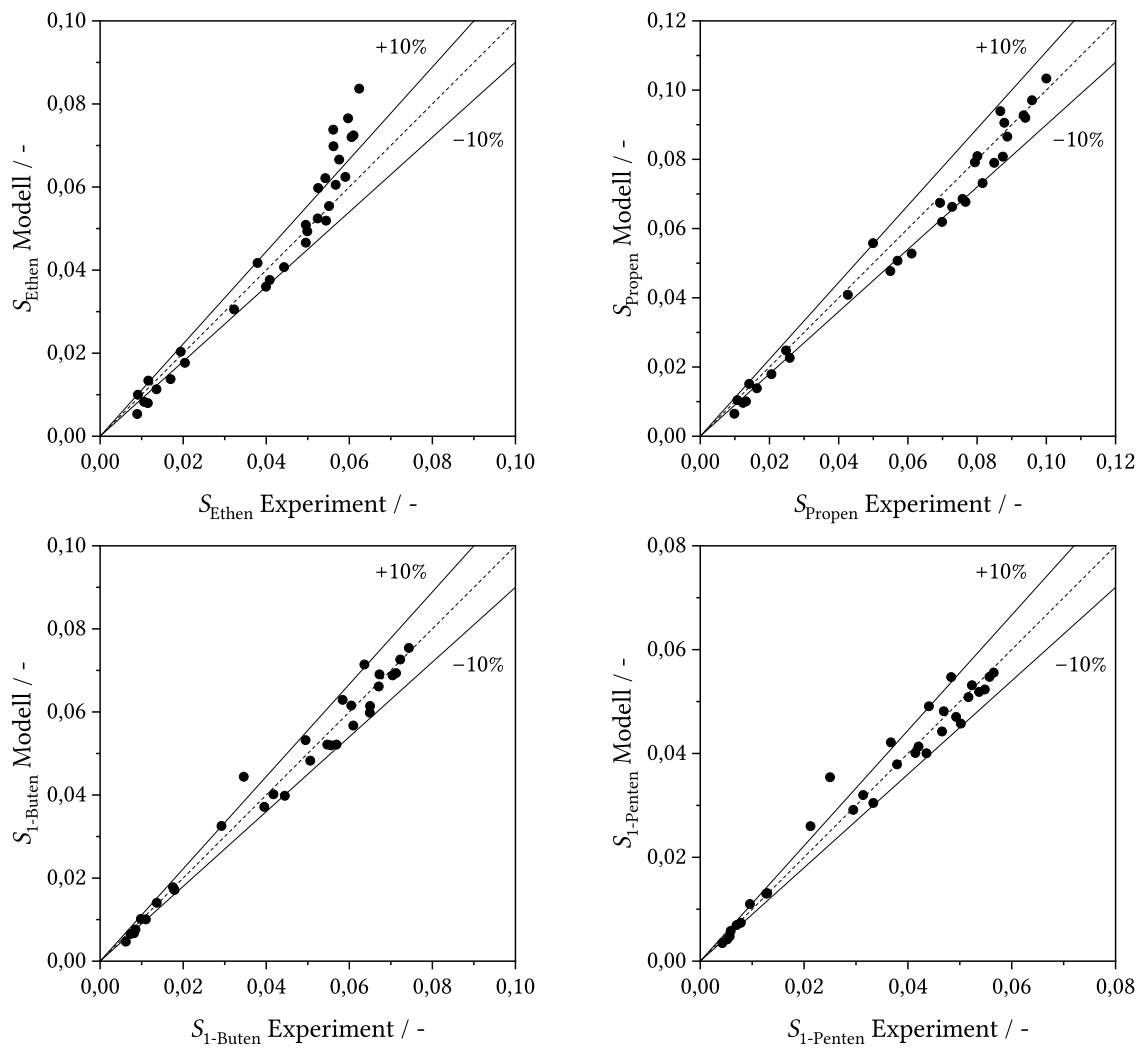 0,10
0,08
0,06
0,04
0,02
0,00
S_Ethen Modell / -
+10%
−10%
0,00 0,02 0,04 0,06 0,08 0,10
S_Ethen Experiment / -
0,12
0,10
0,08
0,06
0,04
0,02
0,00
S_Propen Modell / -
+10%
−10%
0,00 0,02 0,04 0,06 0,08 0,10 0,12
S_Propen Experiment / -
0,10
0,08
0,06
0,04
0,02
0,00
S_1-Buten Modell / -
+10%
−10%
0,00 0,02 0,04 0,06 0,08 0,10
S_1-Buten Experiment / -
0,08
0,06
0,04
0,02
0,00
S_1-Penten Modell / -
+10%
−10%
0,00 0,02 0,04 0,06 0,08
S_1-Penten Experiment / -